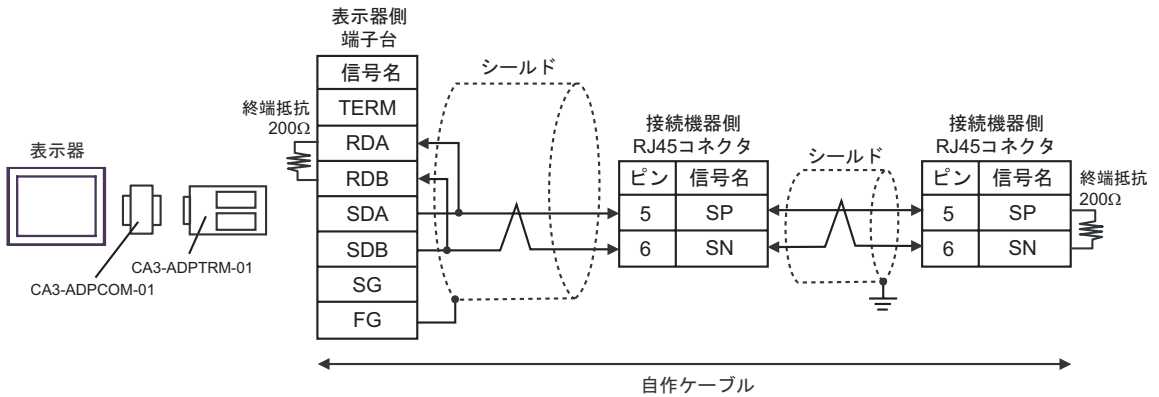 表示器
CA3-ADPCOM-01
CA3-ADPTRM-01
表示器側
端子台
信号名
TERM
RDA
RDB
SDA
SDB
SG
FG
終端抵抗
200Ω
シールド
接続機器側
RJ45コネクタ
ピン 信号名
5 SP
6 SN
シールド
接続機器側
RJ45コネクタ
ピン 信号名
5 SP
6 SN
終端抵抗
200Ω
自作ケーブル